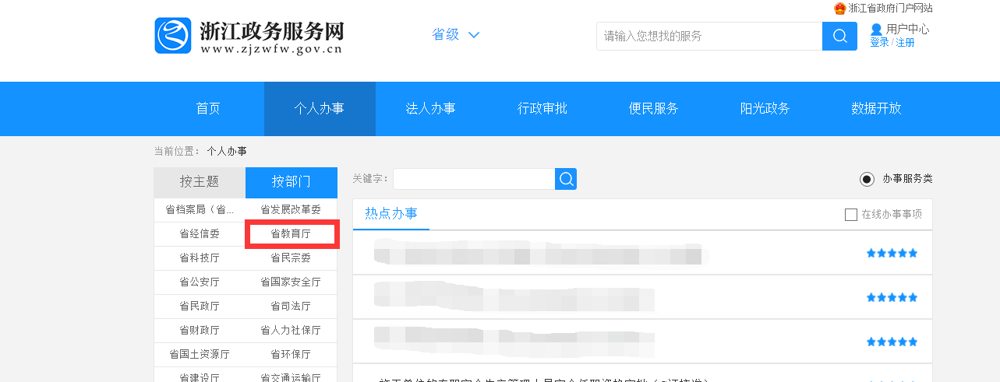 浙江省政府门户网站
浙江政务服务网
www.zjzwfw.gov.cn
省级
请输入您想找的服务
用户中心
登录 / 注册
首页 个人办事 法人办事 行政审批 便民服务 阳光政务 数据开放
当前位置： 个人办事
按主题 按部门
关键字：
办事服务类
省档案局（省... 省发展改革委
热点办事
在线办事事项
省经信委 省教育厅
省科技厅 省民宗委
省公安厅 省国家安全厅
省民政厅 省司法厅
省财政厅 省人力社保厅
省国土资源厅 省环保厅
省建设厅 省交通运输厅